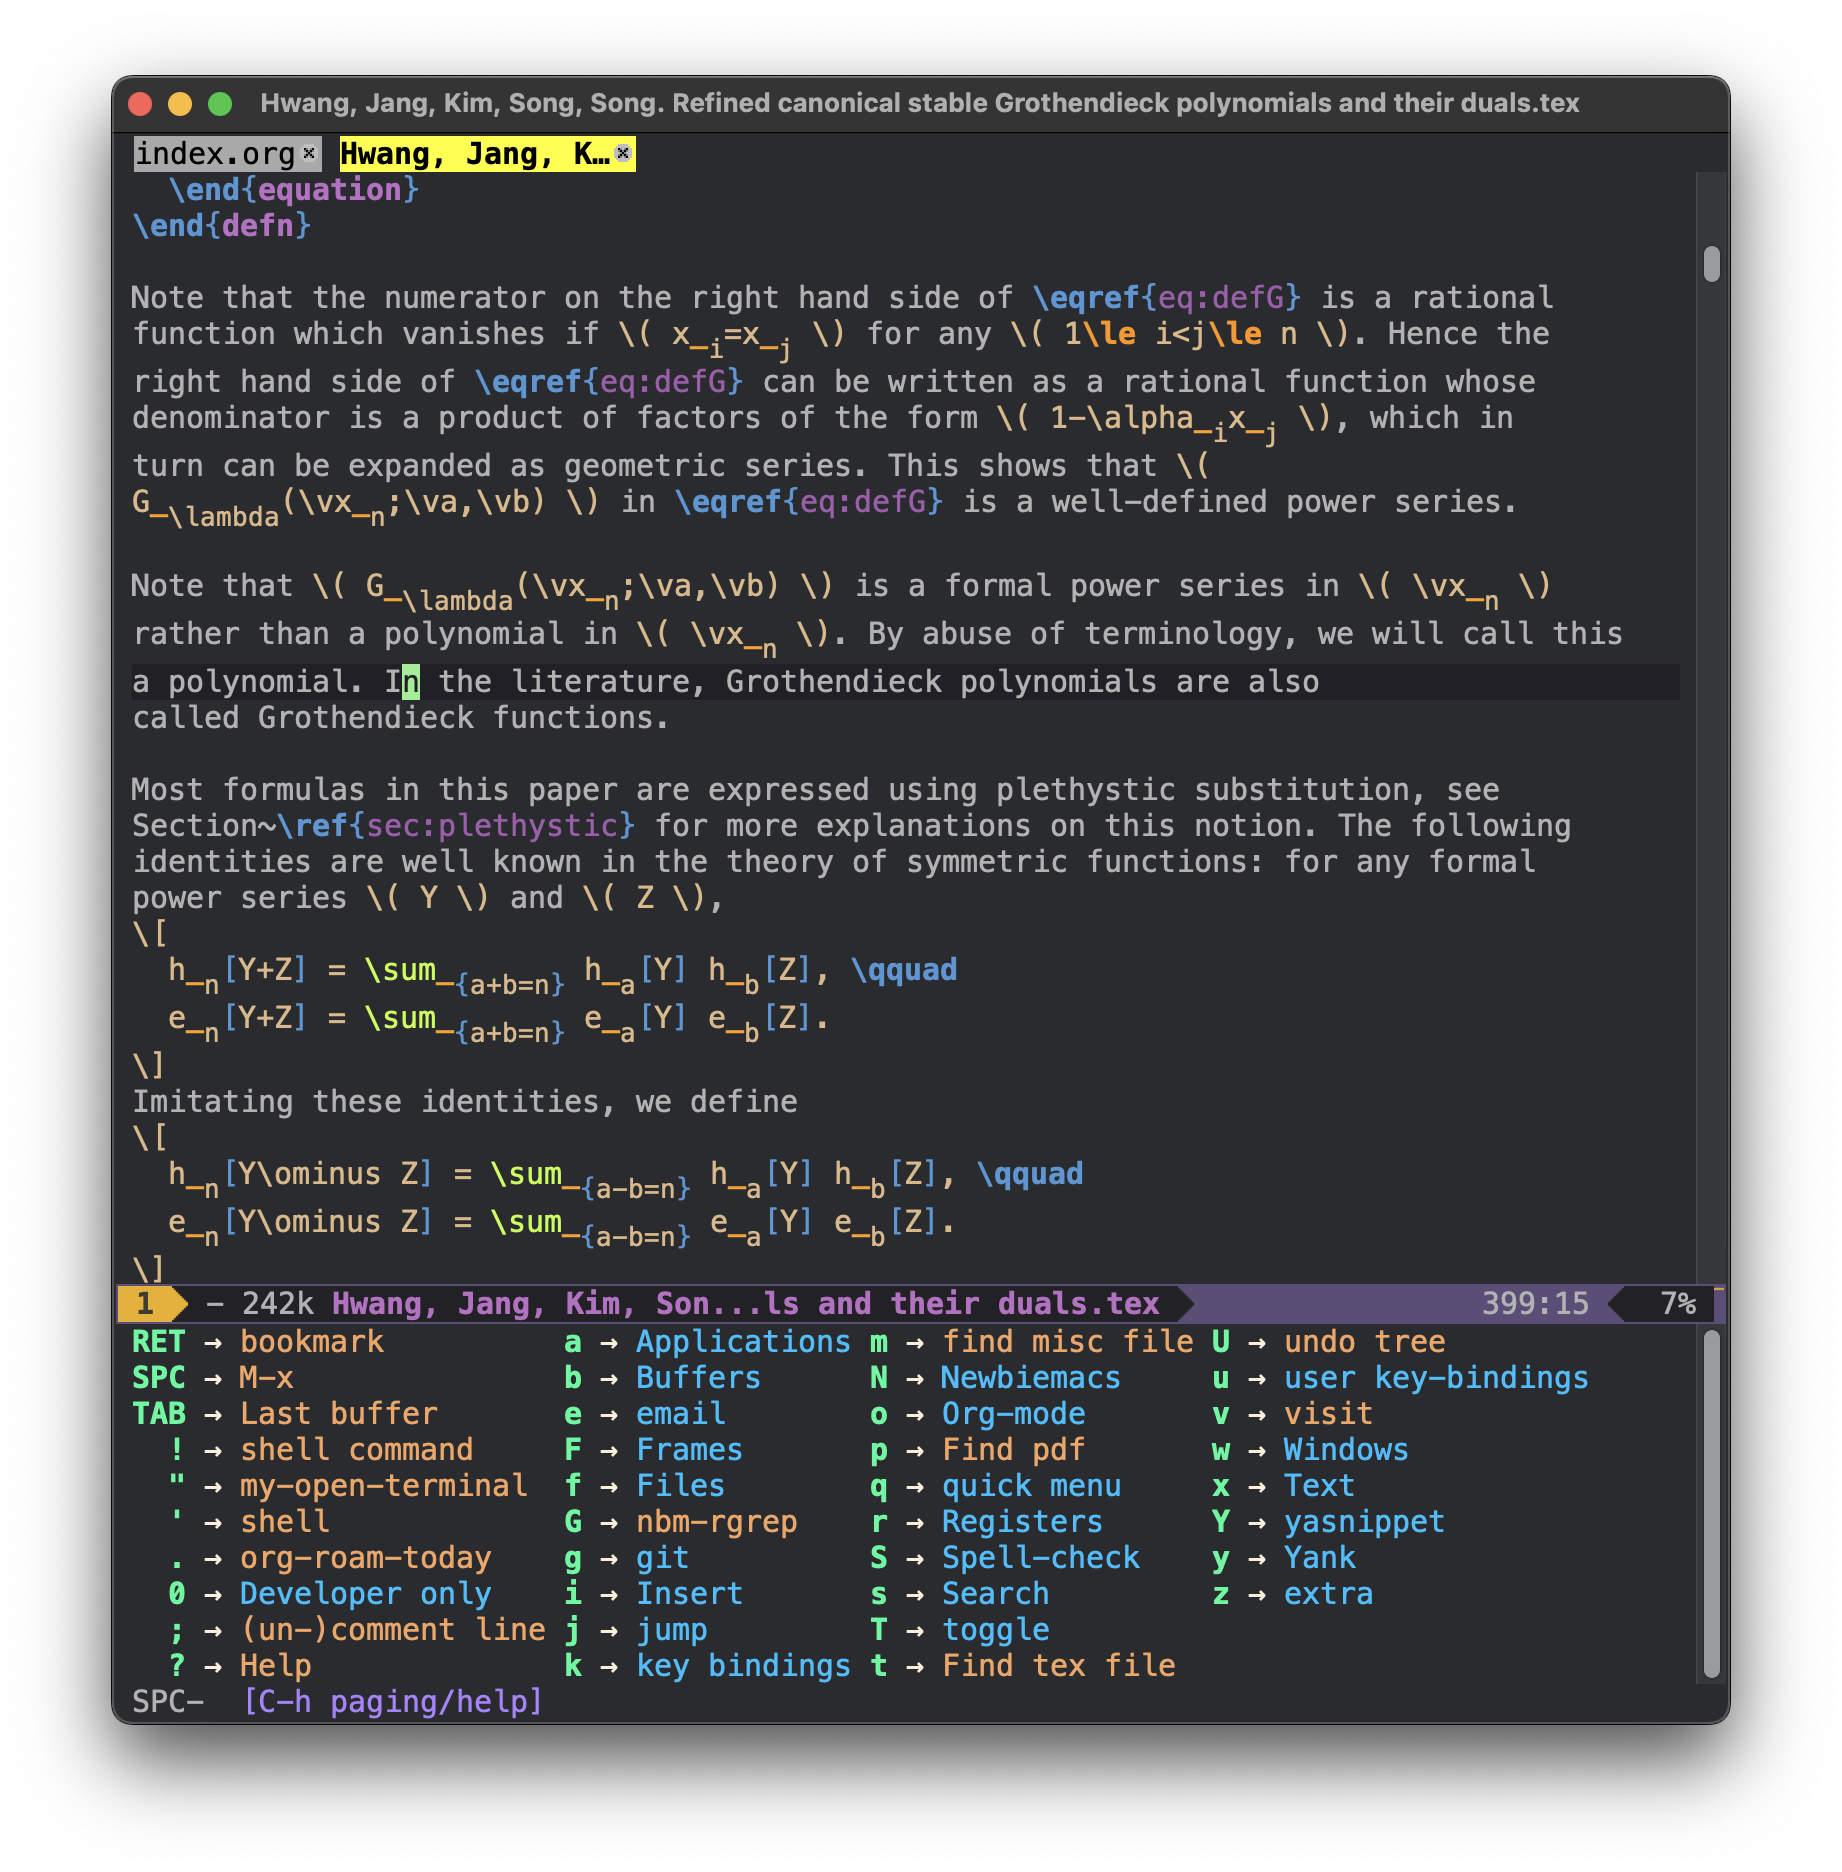 Hwang, Jang, Kim, Song, Song. Refined canonical stable Grothendieck polynomials and their duals.tex
index.org Hwang, Jang, K…
\end{equation}
\end{defn}
Note that the numerator on the right hand side of \eqref{eq:defG} is a rational
function which vanishes if \( x_i=x_j \) for any \( 1\le i<j\le n \). Hence the
right hand side of \eqref{eq:defG} can be written as a rational function whose
denominator is a product of factors of the form \( 1-\alpha_ix_j \), which in
turn can be expanded as geometric series. This shows that \(
G_\lambda(\vx_n;\va,\vb) \) in \eqref{eq:defG} is a well-defined power series.
Note that \( G_\lambda(\vx_n;\va,\vb) \) is a formal power series in \( \vx_n \)
rather than a polynomial in \( \vx_n \). By abuse of terminology, we will call this
a polynomial. In the literature, Grothendieck polynomials are also
called Grothendieck functions.
Most formulas in this paper are expressed using plethystic substitution, see
Section~\ref{sec:plethystic} for more explanations on this notion. The following
identities are well known in the theory of symmetric functions: for any formal
power series \( Y \) and \( Z \),
\[
h_n[Y+Z] = \sum_{a+b=n} h_a[Y] h_b[Z], \qquad
e_n[Y+Z] = \sum_{a+b=n} e_a[Y] e_b[Z].
\]
Imitating these identities, we define
\[
h_n[Y\ominus Z] = \sum_{a-b=n} h_a[Y] h_b[Z], \qquad
e_n[Y\ominus Z] = \sum_{a-b=n} e_a[Y] e_b[Z].
\]
1 - 242k Hwang, Jang, Kim, Son...ls and their duals.tex 399:15 7%
RET → bookmark a → Applications m → find misc file U → undo tree
SPC → M-x b → Buffers N → Newbiemacs u → user key-bindings
TAB → Last buffer e → email o → Org-mode v → visit
! → shell command F → Frames p → Find pdf w → Windows
" → my-open-terminal f → Files q → quick menu x → Text
' → shell G → nbm-rgrep r → Registers Y → yasnippet
. → org-roam-today g → git S → Spell-check y → Yank
0 → Developer only i → Insert s → Search z → extra
; → (un-)comment line j → jump T → toggle
? → Help k → key bindings t → Find tex file
SPC- [C-h paging/help]